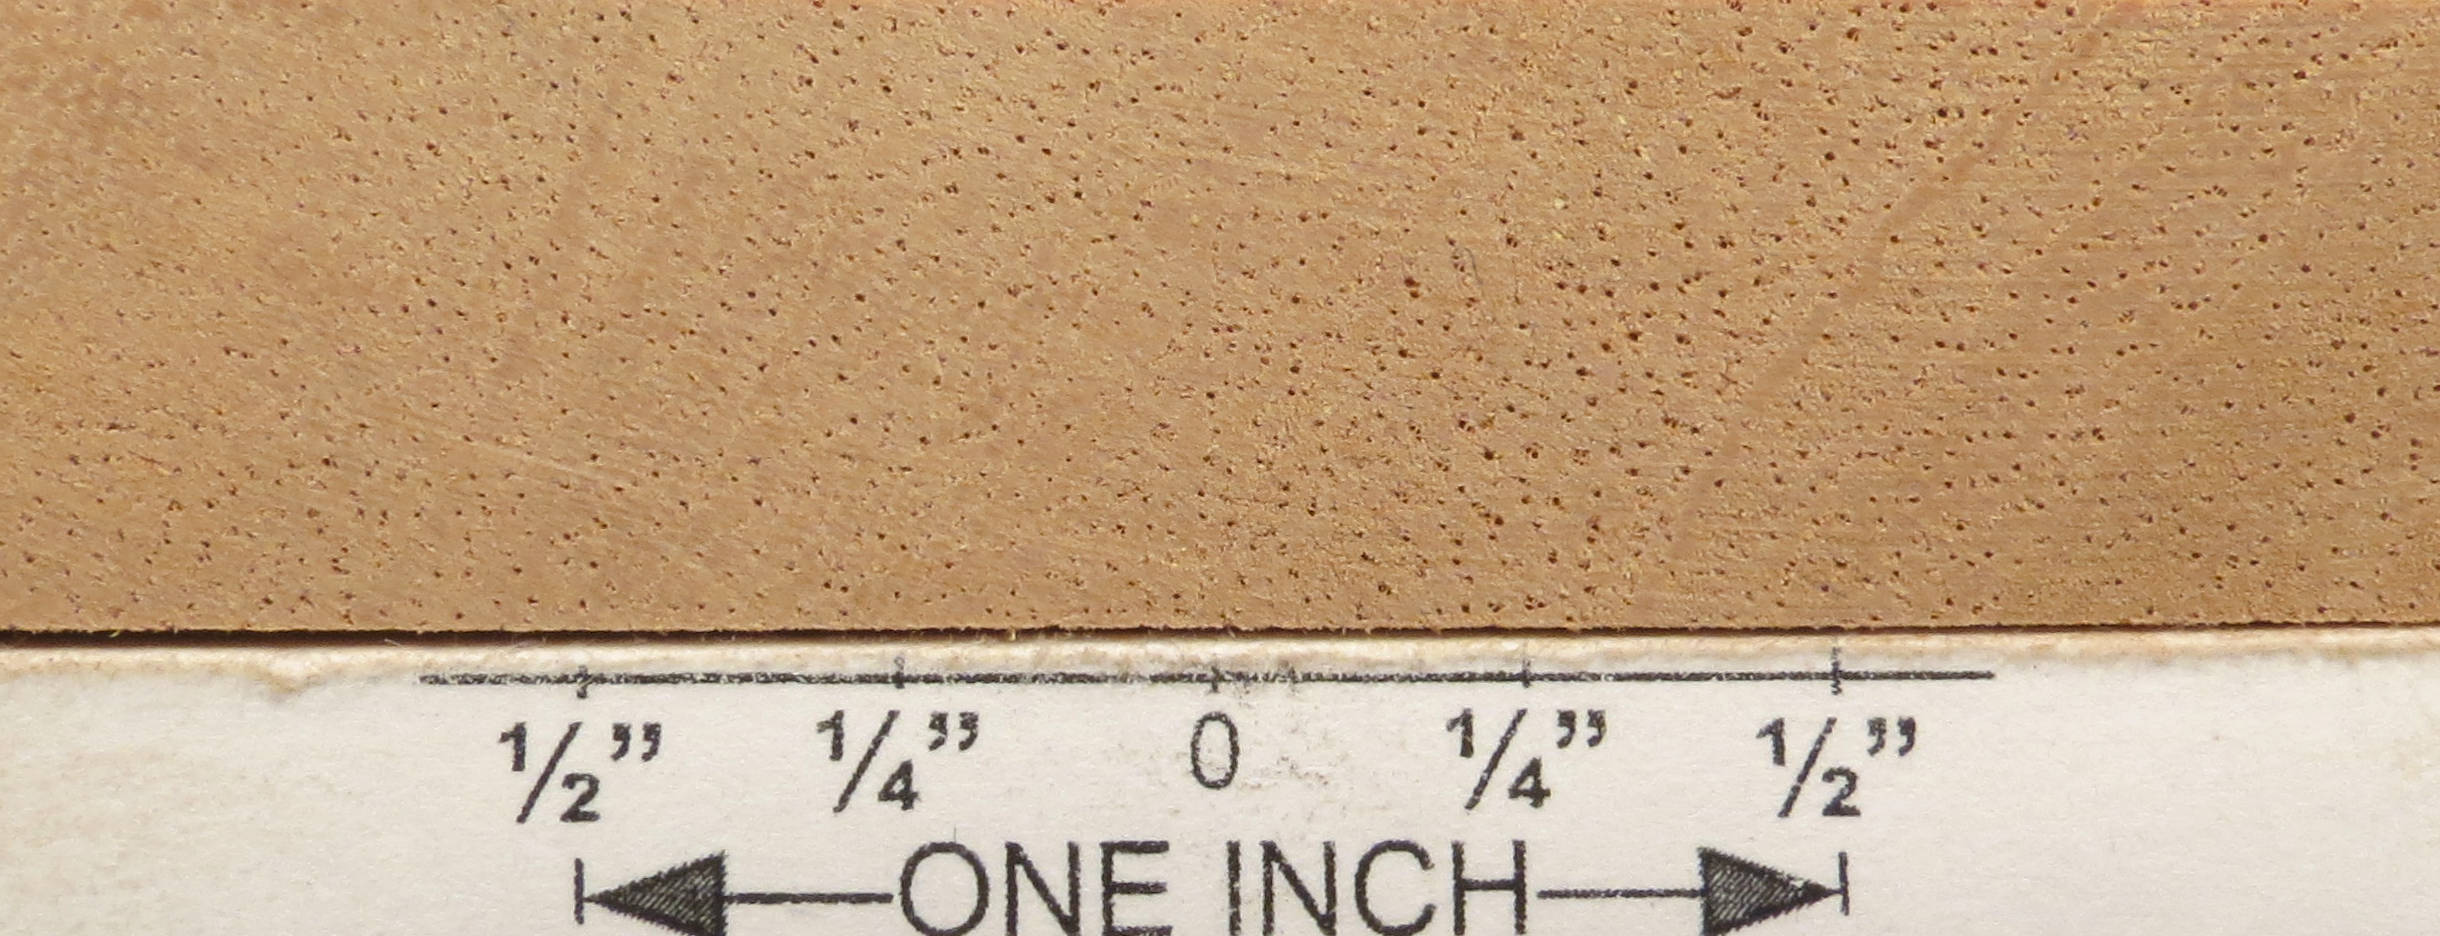 ½” ¼” 0 ¼” ½”
ONE INCH